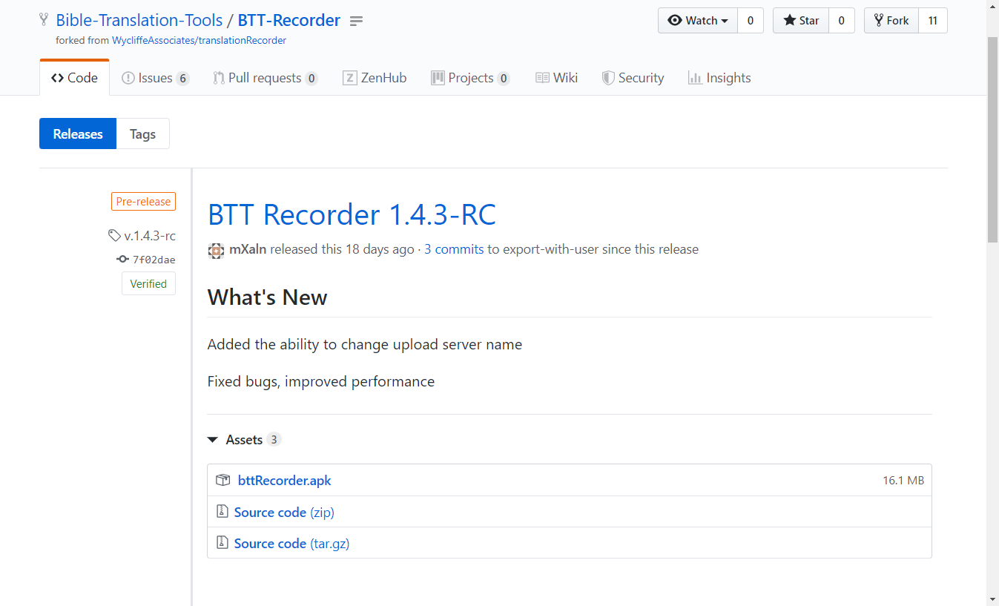 Bible-Translation-Tools / BTT-Recorder
Watch 0
Star 0
Fork 11
forked from WycliffeAssociates/translationRecorder
Code
Issues 6
Pull requests 0
ZenHub
Projects 0
Wiki
Security
Insights
Releases
Tags
Pre-release
v.1.4.3-rc
7f02dae
Verified
BTT Recorder 1.4.3-RC
mXaln released this 18 days ago · 3 commits to export-with-user since this release
What's New
Added the ability to change upload server name
Fixed bugs, improved performance
Assets 3
bttRecorder.apk 16.1 MB
Source code (zip)
Source code (tar.gz)